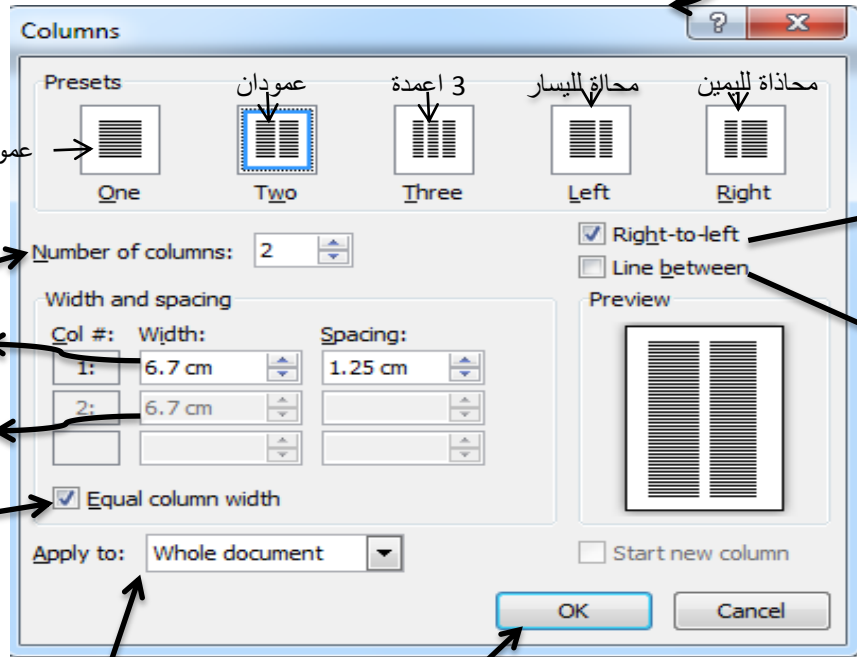 Columns
Presets
عمودان
3 اعمدة
محالة لليسار
محاذاة لليمين
One
Two
Three
Left
Right
Number of columns: 2
Right-to-left
Line between
Width and spacing
Preview
Col #: Width: Spacing:
1: 6.7 cm 1.25 cm
2: 6.7 cm
Equal column width
Apply to: Whole document
Start new column
OK
Cancel